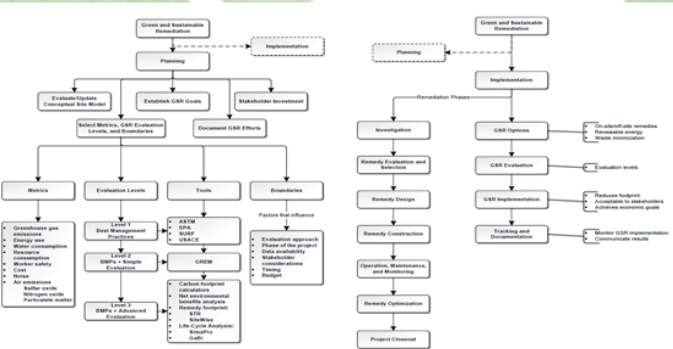 Green and Sustainable
Remediation
Implementation
Planning
Evaluate/Update
Conceptual Site Model
Establish GSR Goals
Stakeholder Investment
Select Metrics, GSR Evaluation
Levels, and Boundaries
Document GSR Efforts
Metrics
Evaluation Levels
Tools
Boundaries
Greenhouse gas
emissions
Energy use
Water consumption
Resource
consumption
Worker safety
Cost
Noise
Air emissions
Sulfur oxide
Nitrogen oxide
Particulate matter
Level 1
Best Management
Practices
Level 2
BMPs + Simple
Evaluation
Level 3
BMPs + Advanced
Evaluation
ASTM
EPA
SURF
USACE
GREM
Carbon footprint
calculators
Net environmental
benefits analysis
Remedy footprint:
STR
SiteWise
Life-Cycle Analysis:
SimaPro
GaBi
Factors that influence
Evaluation approach
Phase of the project
Data availability
Stakeholder
considerations
Timing
Budget
Green and Sustainable
Remediation
Planning
Implementation
Remediation Phases
Investigation
Remedy Evaluation and
Selection
Remedy Design
Remedy Construction
Operation, Maintenance,
and Monitoring
Remedy Optimization
Project Closeout
GSR Options
On-site/off-site remedies
Renewable energy
Waste minimization
GSR Evaluation
Evaluation levels
GSR Implementation
Reduces footprint
Acceptable to stakeholders
Achieves economic goals
Tracking and
Documentation
Monitor GSR implementation
Communicate results